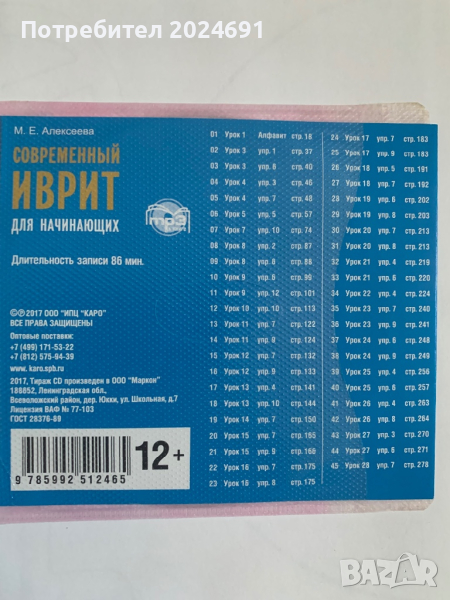 Потребител 2024691
М. Е. Алексеева
СОВРЕМЕННЫЙ
ИВРИТ
ДЛЯ НАЧИНАЮЩИХ
mp3
Длительность записи 86 мин.
©℗2017 ООО "ИПЦ "КАРО"
ВСЕ ПРАВА ЗАЩИЩЕНЫ
Оптовые поставки:
+7 (499) 171-53-22
+7 (812) 575-94-39
www.karo.spb.ru
2017, Тираж CD произведен в ООО "Маркон"
188652, Ленинградская обл.,
Всеволожский район, дер. Юкки, ул. Школьная, д.7
Лицензия ВАФ № 77-103
ГОСТ 28376-89
9 785992 512465
12+
01 Урок 1 Алфавит стр.16
02 Урок 3 упр. 1 стр.37
03 Урок 3 упр. 8 стр. 40
04 Урок 4 упр. 3 стр. 46
05 Урок 4 упр. 7 стр. 48
06 Урок 5 упр. 5 стр. 57
07 Урок 7 упр. 10 стр. 74
08 Урок 8 упр. 2 стр. 87
09 Урок 8 упр. 8 стр. 88
10 Урок 9 упр. 6 стр. 99
11 Урок 9 упр. 12 стр.101
12 Урок 10 упр. 10 стр.113
13 Урок 11 упр. 7 стр.122
14 Урок 11 упр. 9 стр.124
15 Урок 12 упр. 7 стр.132
16 Урок 12 упр. 9 стр.133
17 Урок 13 упр. 4 стр.141
18 Урок 13 упр. 10 стр.144
19 Урок 14 упр. 7 стр.150
20 Урок 15 упр. 7 стр.165
21 Урок 15 упр. 9 стр.165
22 Урок 16 упр. 7 стр.175
23 Урок 16 упр. 8 стр.175
24 Урок 17 упр. 7 стр. 183
25 Урок 17 упр. 9 стр. 183
26 Урок 18 упр. 5 стр. 191
27 Урок 18 упр. 7 стр. 192
28 Урок 19 упр. 6 стр. 202
29 Урок 19 упр. 8 стр. 203
30 Урок 20 упр. 7 стр. 213
31 Урок 20 упр. 8 стр. 213
32 Урок 21 упр. 4 стр. 219
33 Урок 21 упр. 6 стр. 220
34 Урок 22 упр. 4 стр. 224
35 Урок 23 упр. 7 стр. 240
36 Урок 23 упр. 9 стр. 241
37 Урок 24 упр. 6 стр. 248
38 Урок 24 упр. 9 стр. 249
39 Урок 25 упр. 4 стр. 256
40 Урок 25 упр. 6 стр. 257
41 Урок 26 упр. 4 стр. 263
42 Урок 26 упр. 8 стр. 264
43 Урок 27 упр. 3 стр. 270
44 Урок 27 упр. 6 стр. 271
45 Урок 28 упр. 7 стр. 278
BAZAR